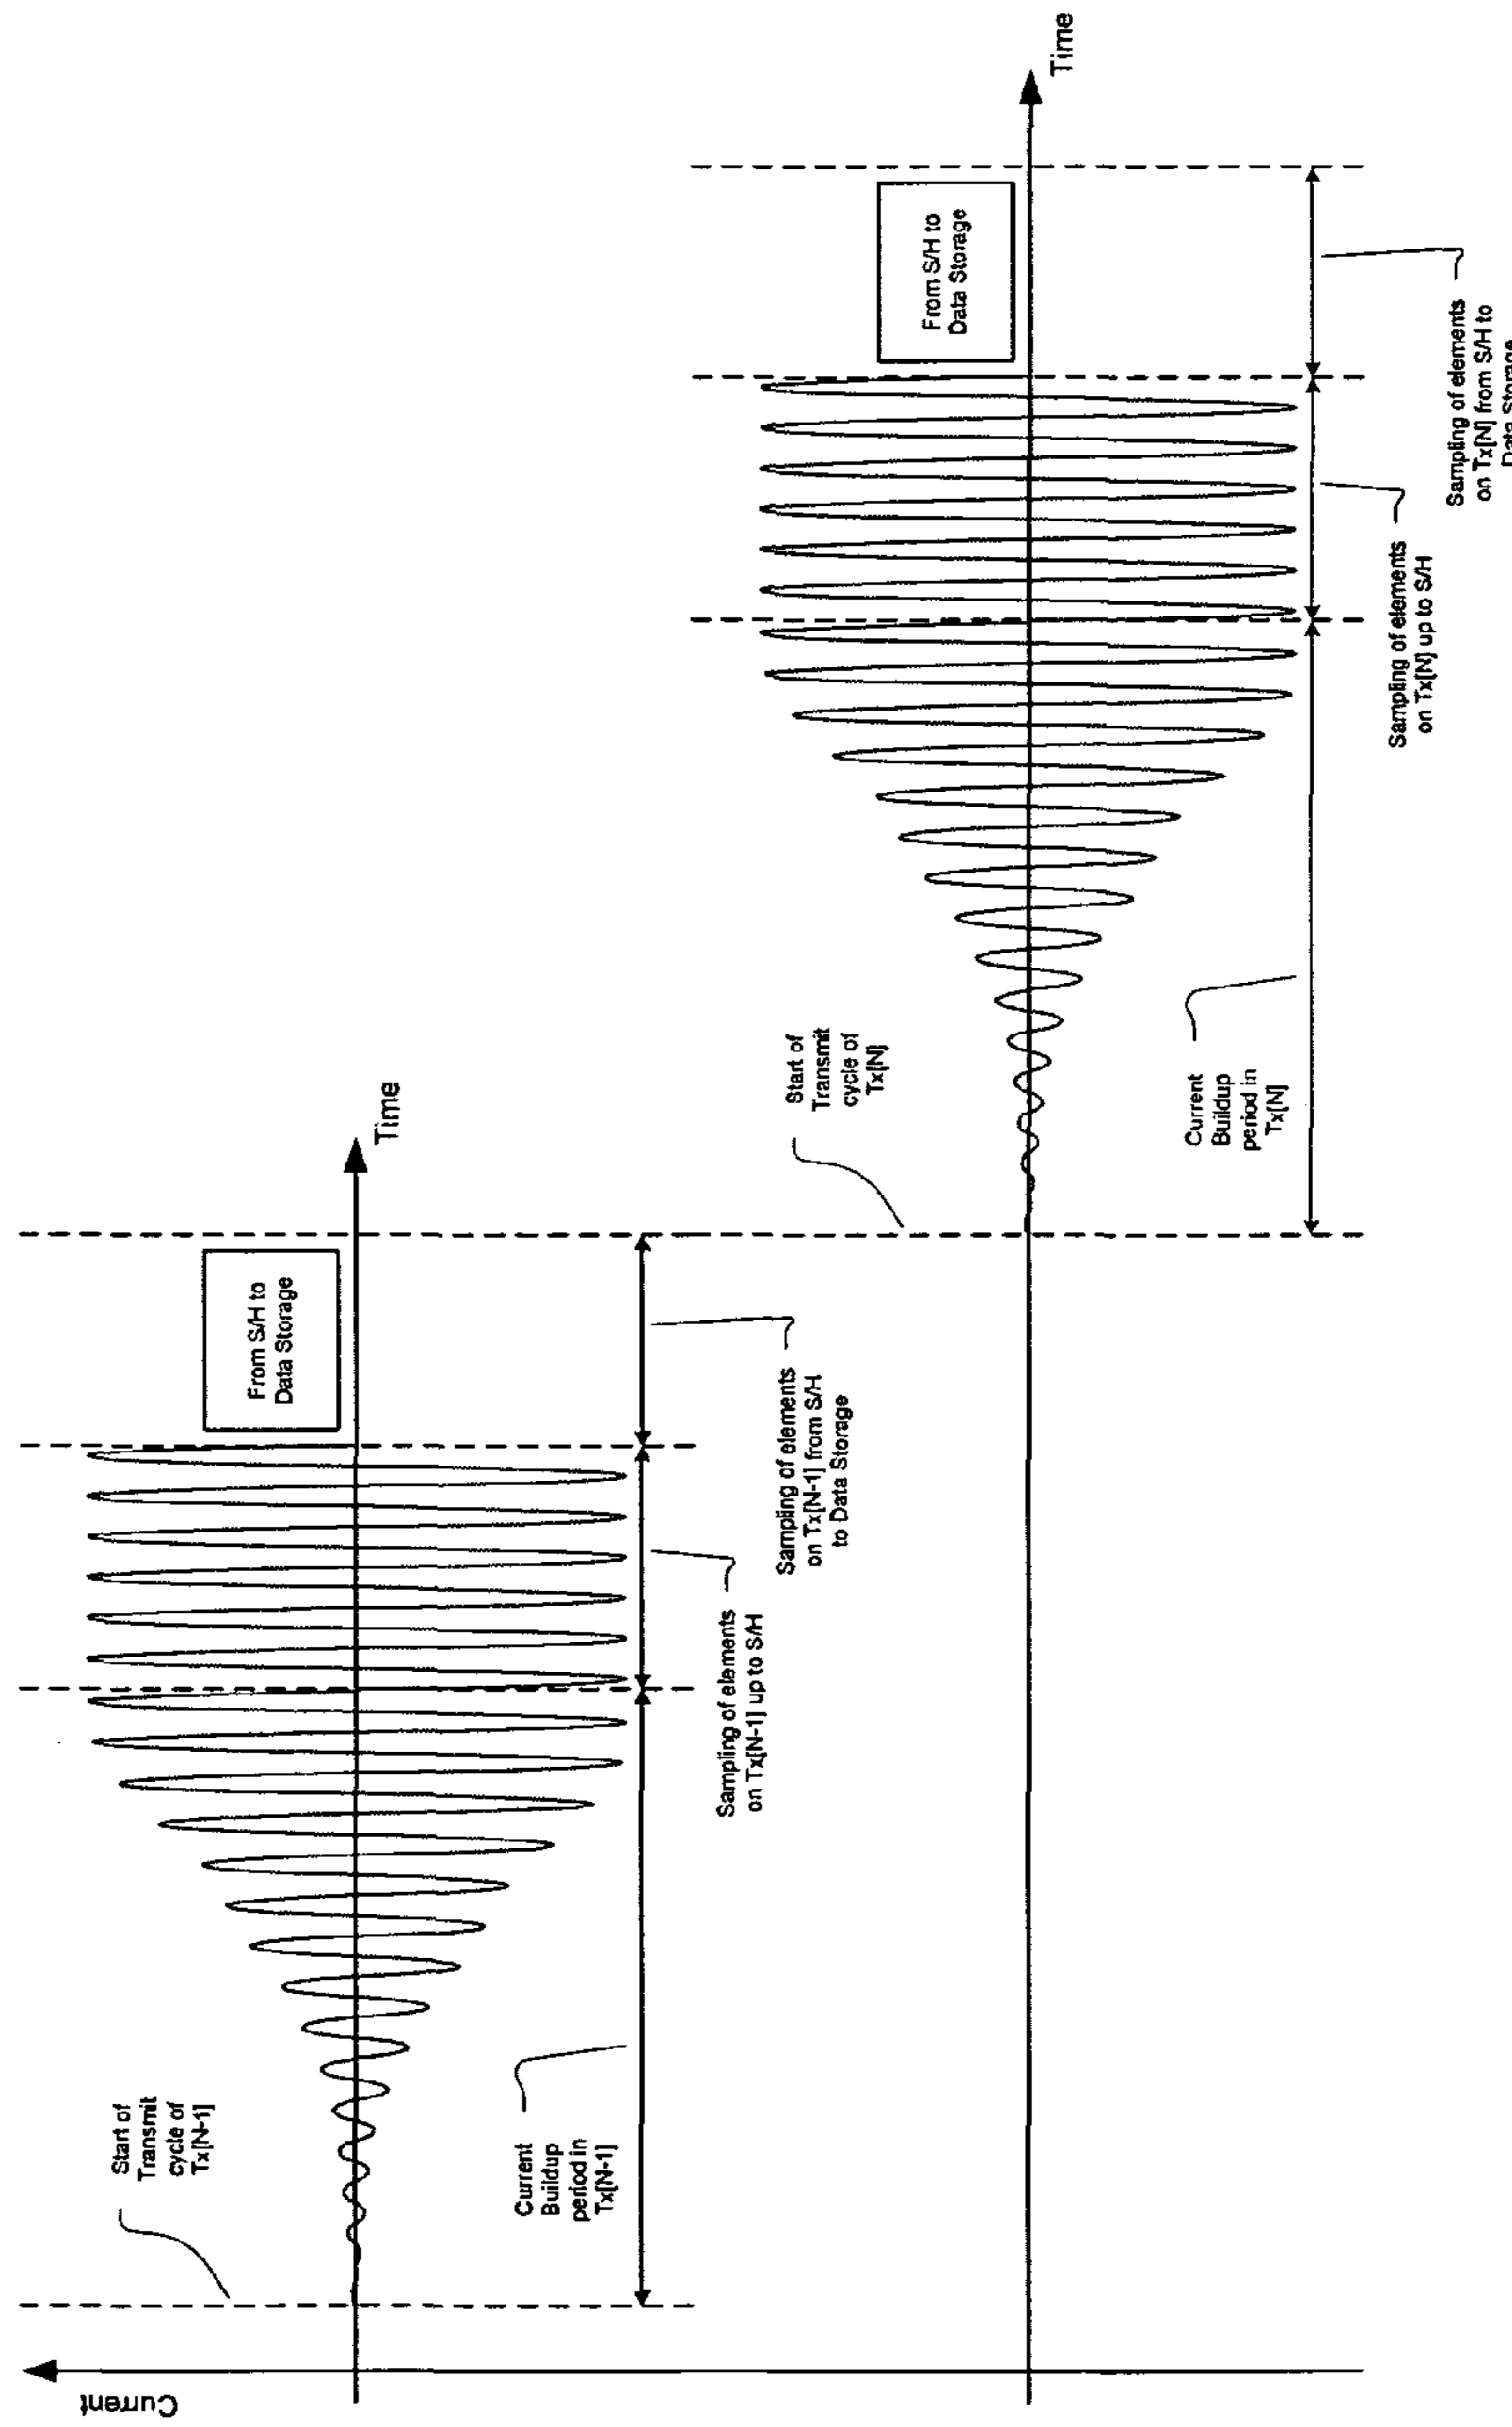 Current
Start of
Transmit
cycle of
Tx[N-1]
From S/H to
Data Storage
Time
Current
Buildup
period in
Tx[N-1]
Sampling of elements
on Tx[N-1] up to S/H
Sampling of elements
on Tx[N-1] from S/H
to Data Storage
Start of
Transmit
cycle of
Tx[N]
From S/H to
Data Storage
Time
Current
Buildup
period in
Tx[N]
Sampling of elements
on Tx[N] up to S/H
Sampling of elements
on Tx[N] from S/H to
Data Storage